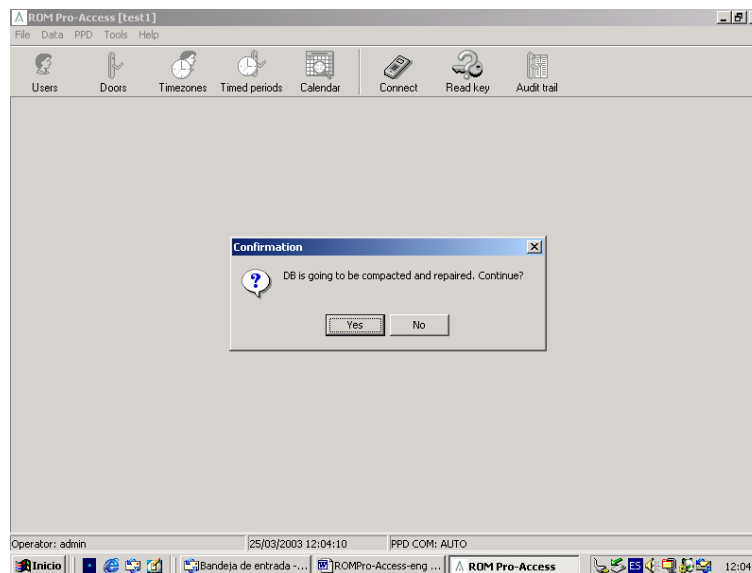 ROM Pro-Access [test1]
File Data PPD Tools Help
Users Doors Timezones Timed periods Calendar Connect Read key Audit trail
Confirmation
DB is going to be compacted and repaired. Continue?
Yes No
Operator: admin 25/03/2003 12:04:10 PPD COM: AUTO
Inicio Bandeja de entrada -... ROMPro-Access-eng ... ROM Pro-Access ES 12:04